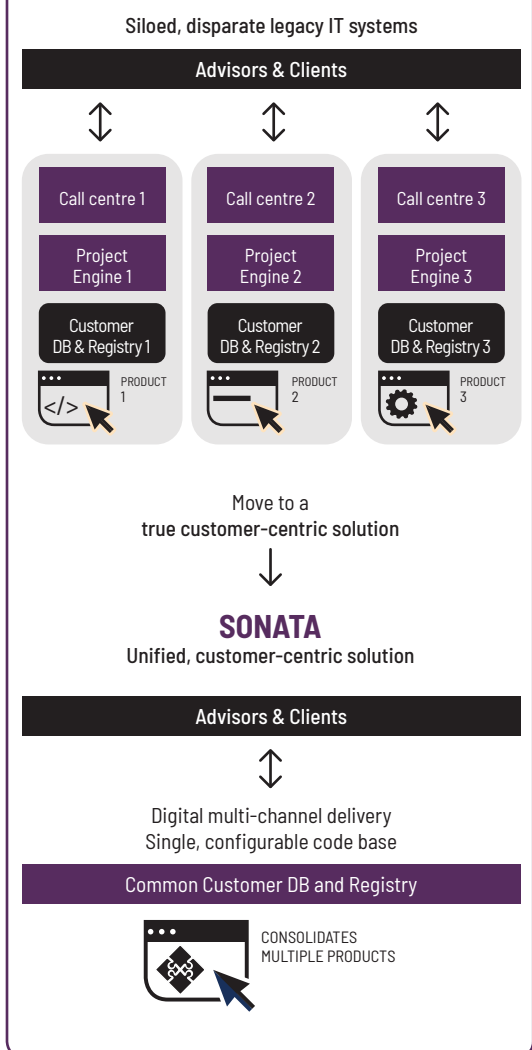 Siloed, disparate legacy IT systems
Advisors & Clients
Call centre 1
Project
Engine 1
Customer
DB & Registry 1
</>
PRODUCT
1
Call centre 2
Project
Engine 2
Customer
DB & Registry 2
PRODUCT
2
Call centre 3
Project
Engine 3
Customer
DB & Registry 3
PRODUCT
3
Move to a
true customer-centric solution
SONATA
Unified, customer-centric solution
Advisors & Clients
Digital multi-channel delivery
Single, configurable code base
Common Customer DB and Registry
CONSOLIDATES
MULTIPLE PRODUCTS